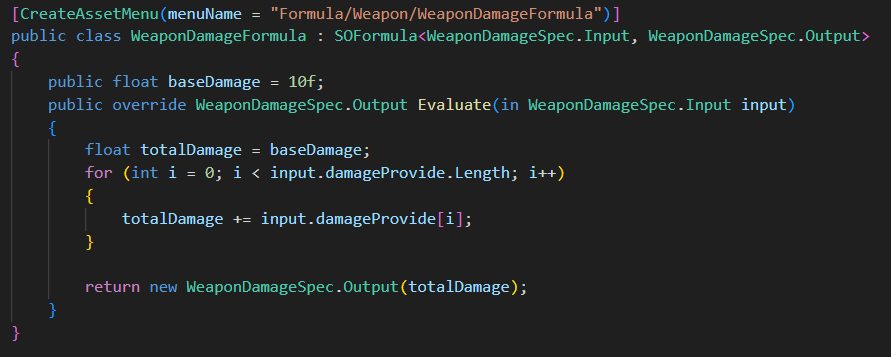 [CreateAssetMenu(menuName = "Formula/Weapon/WeaponDamageFormula")]
public class WeaponDamageFormula : SOFormula<WeaponDamageSpec.Input, WeaponDamageSpec.Output>
{
    public float baseDamage = 10f;
    public override WeaponDamageSpec.Output Evaluate(in WeaponDamageSpec.Input input)
    {
        float totalDamage = baseDamage;
        for (int i = 0; i < input.damageProvide.Length; i++)
        {
            totalDamage += input.damageProvide[i];
        }

        return new WeaponDamageSpec.Output(totalDamage);
    }
}